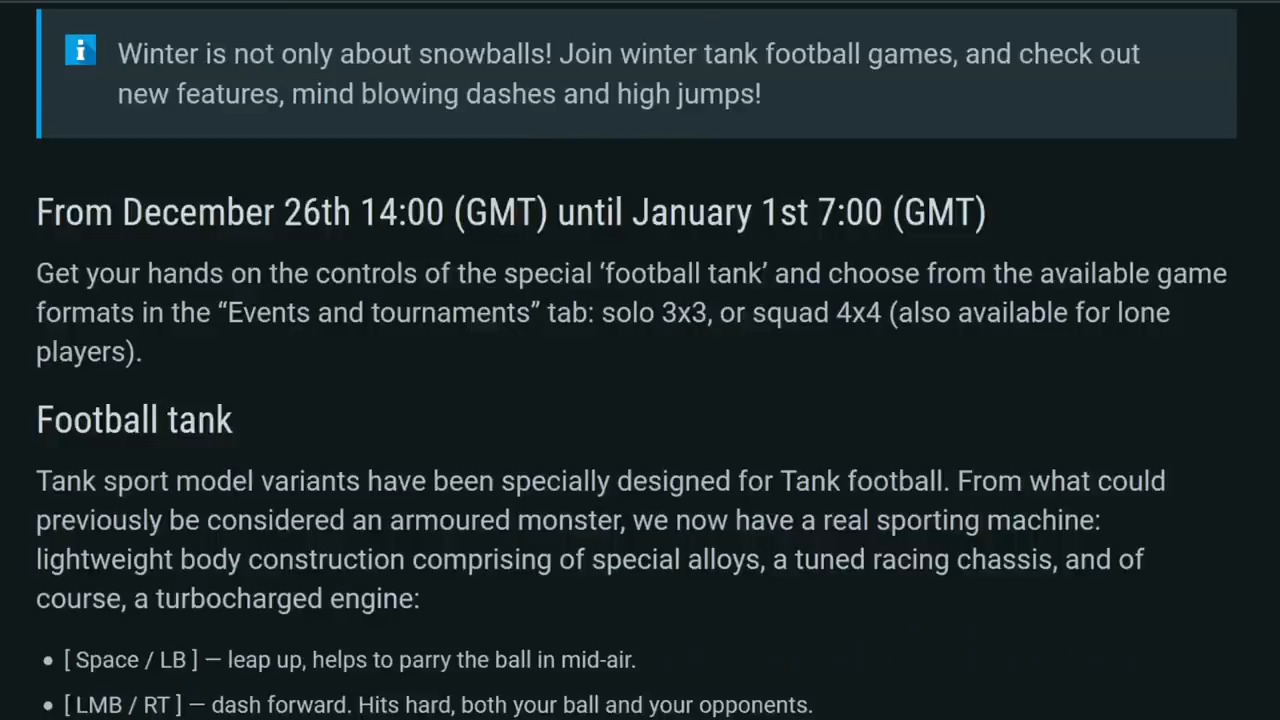 Winter is not only about snowballs! Join winter tank football games, and check out
new features, mind blowing dashes and high jumps!
From December 26th 14:00 (GMT) until January 1st 7:00 (GMT)
Get your hands on the controls of the special ‘football tank’ and choose from the available game
formats in the “Events and tournaments” tab: solo 3x3, or squad 4x4 (also available for lone
players).
Football tank
Tank sport model variants have been specially designed for Tank football. From what could
previously be considered an armoured monster, we now have a real sporting machine:
lightweight body construction comprising of special alloys, a tuned racing chassis, and of
course, a turbocharged engine:
• [ Space / LB ] — leap up, helps to parry the ball in mid-air.
• [ LMB / RT ] — dash forward. Hits hard, both your ball and your opponents.